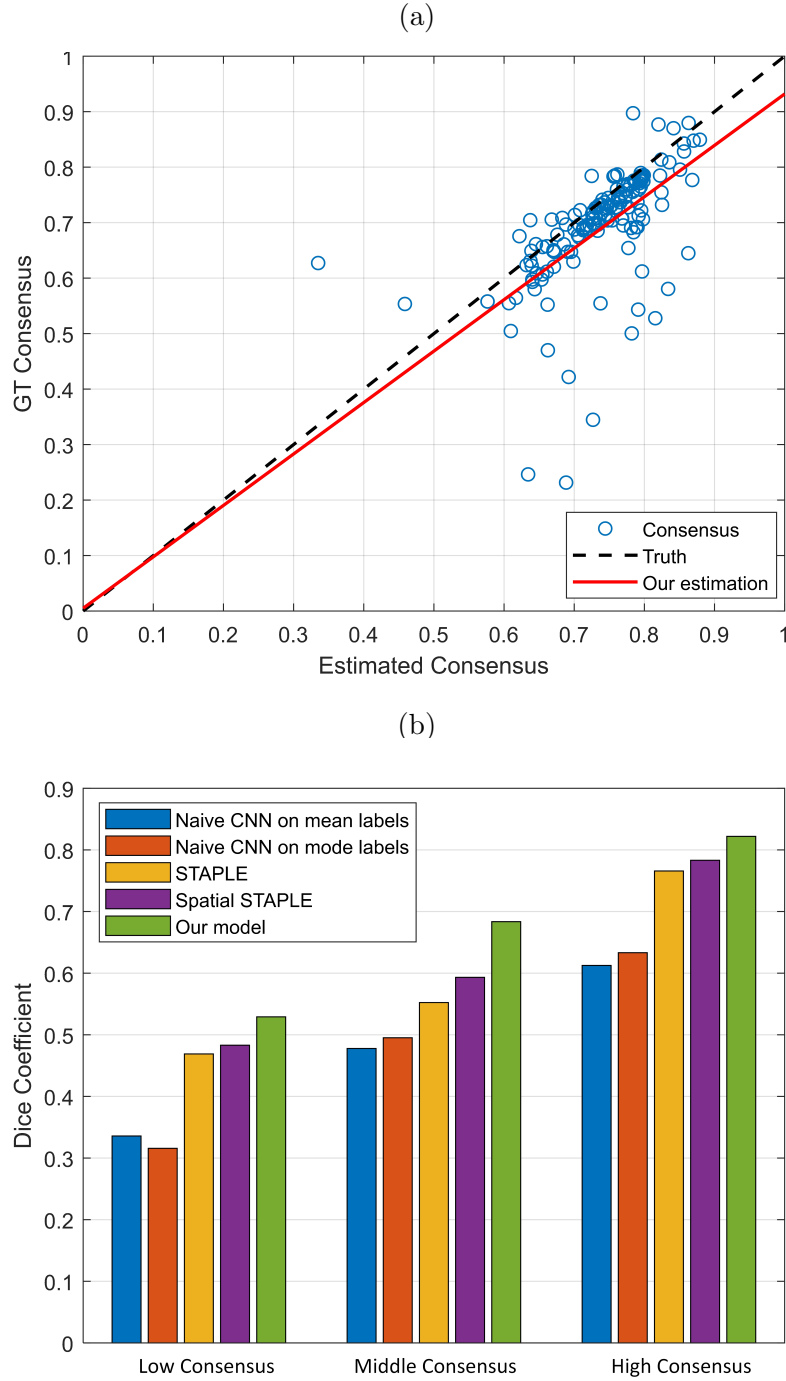 (a)
1
0.9
0.8
0.7
0.6
0.5
0.4
0.3
0.2
0.1
0
GT Consensus
Consensus
Truth
Our estimation
0 0.1 0.2 0.3 0.4 0.5 0.6 0.7 0.8 0.9 1
Estimated Consensus
(b)
0.9
0.8
0.7
0.6
0.5
0.4
0.3
0.2
0.1
0
Dice Coefficient
Naive CNN on mean labels
Naive CNN on mode labels
STAPLE
Spatial STAPLE
Our model
Low Consensus Middle Consensus High Consensus